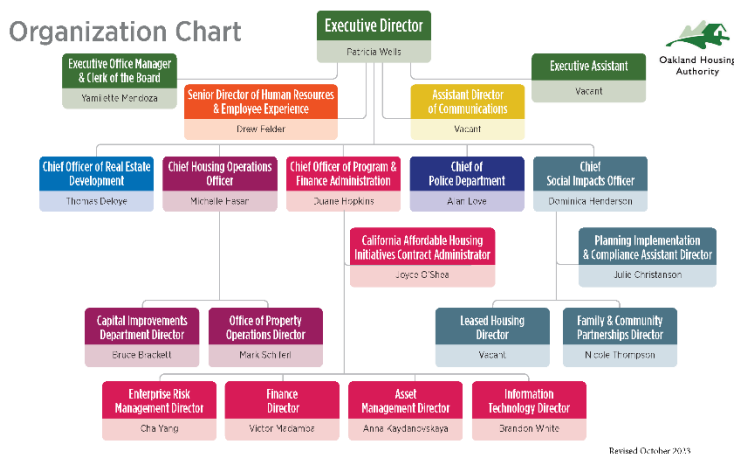 Organization Chart
Executive Director
Patricia Wells
Oakland Housing
Authority
Executive Office Manager
& Clerk of the Board
Yamilette Mendoza
Executive Assistant
Vacant
Senior Director of Human Resources
& Employee Experience
Drew Felder
Assistant Director
of Communications
Vacant
Chief Officer of Real Estate
Development
Thomas Deloye
Chief Housing Operations
Officer
Michelle Hasan
Chief Officer of Program &
Finance Administration
Duane Hopkins
Chief of
Police Department
Alan Love
Chief
Social Impacts Officer
Dominica Henderson
California Affordable Housing
Initiatives Contract Administrator
Joyce O'Shea
Planning Implementation
& Compliance Assistant Director
Julie Christanson
Capital Improvements
Department Director
Bruce Brackett
Office of Property
Operations Director
Mark Schiferl
Leased Housing
Director
Vacant
Family & Community
Partnerships Director
Nicole Thompson
Enterprise Risk
Management Director
Cha Yang
Finance
Director
Victor Madamba
Asset
Management Director
Anna Kaydanovskaya
Information
Technology Director
Brandon White
Revised October 2023